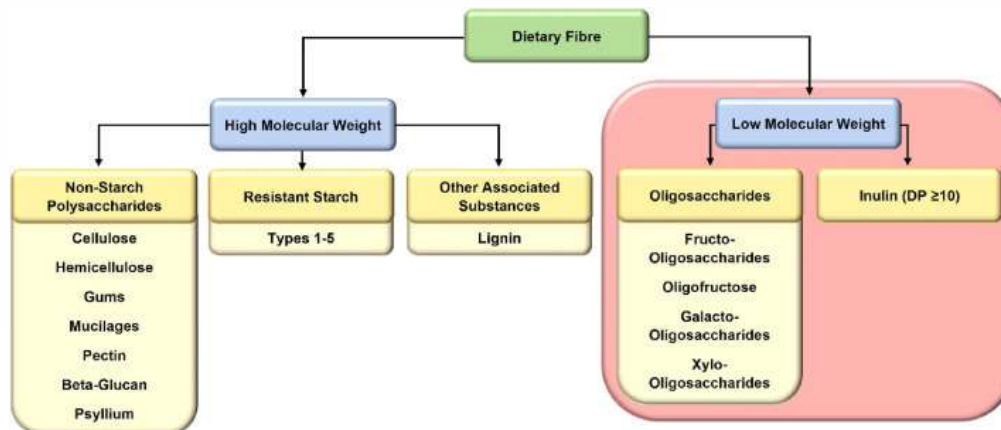 Dietary Fibre
High Molecular Weight
Low Molecular Weight
Non-Starch
Polysaccharides
Cellulose
Hemicellulose
Gums
Mucilages
Pectin
Beta-Glucan
Psyllium
Resistant Starch
Types 1-5
Other Associated
Substances
Lignin
Oligosaccharides
Fructo-
Oligosaccharides
Oligofructose
Galacto-
Oligosaccharides
Xylo-
Oligosaccharides
Inulin (DP ≥10)